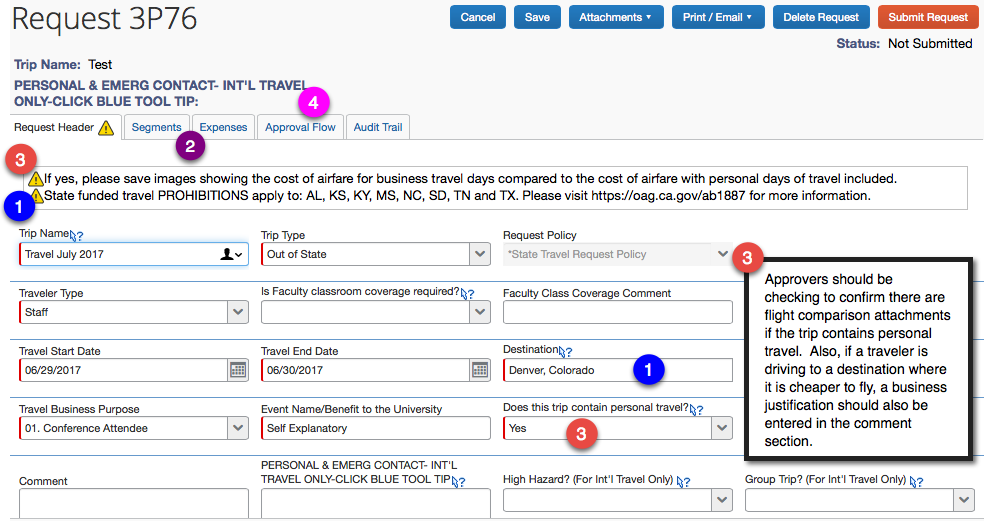 Request 3P76
Cancel Save Attachments Print / Email Delete Request Submit Request
Status: Not Submitted
Trip Name: Test
PERSONAL & EMERG CONTACT- INT'L TRAVEL
ONLY-CLICK BLUE TOOL TIP:
4
Request Header Segments Expenses Approval Flow Audit Trail
2
3
If yes, please save images showing the cost of airfare for business travel days compared to the cost of airfare with personal days of travel included.
1
State funded travel PROHIBITIONS apply to: AL, KS, KY, MS, NC, SD, TN and TX. Please visit https://oag.ca.gov/ab1887 for more information.
Trip Name? Trip Type Request Policy
Travel July 2017 Out of State *State Travel Request Policy
3
Approvers should be
checking to confirm there are
flight comparison attachments
if the trip contains personal
travel. Also, if a traveler is
driving to a destination where
it is cheaper to fly, a business
justification should also be
entered in the comment
section.
Traveler Type Is Faculty classroom coverage required?? Faculty Class Coverage Comment
Staff
Travel Start Date Travel End Date Destination?
06/29/2017 06/30/2017 Denver, Colorado 1
Travel Business Purpose Event Name/Benefit to the University Does this trip contain personal travel??
01. Conference Attendee Self Explanatory Yes 3
Comment PERSONAL & EMERG CONTACT- INT'L
TRAVEL ONLY-CLICK BLUE TOOL TIP? High Hazard? (For Int'l Travel Only) ? Group Trip? (For Int'l Travel Only) ?